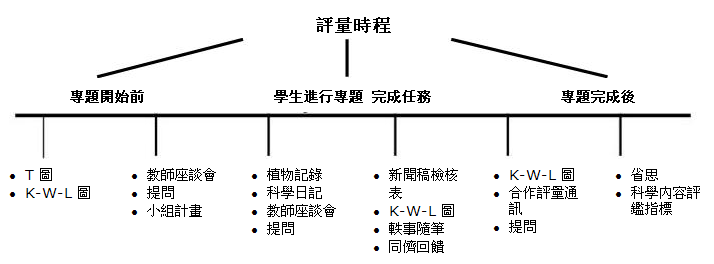 評量時程
專題開始前
學生進行專題 完成任務
專題完成後
• T 圖
• K-W-L 圖
• 教師座談會
• 提問
• 小組計畫
• 植物記錄
• 科學日記
• 教師座談會
• 提問
• 新聞稿檢核
表
• K-W-L 圖
• 軼事隨筆
• 同儕回饋
• K-W-L 圖
• 合作評量通
訊
• 提問
• 省思
• 科學內容評
鑑指標